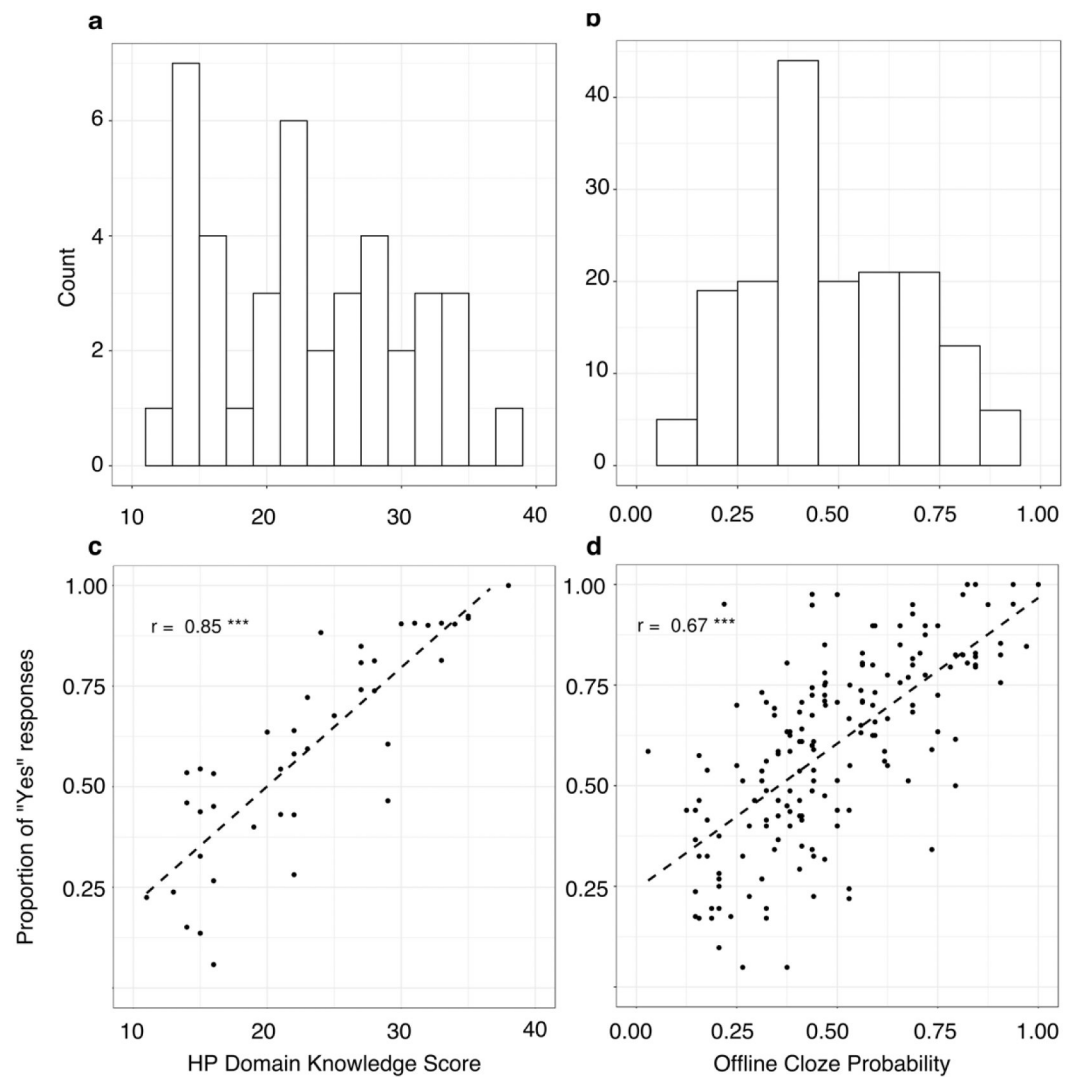 a
b
6
4
2
0
Count
10 20 30 40
40
30
20
10
0
0.00 0.25 0.50 0.75 1.00
c
d
r = 0.85 ***
1.00
0.75
0.50
0.25
Proportion of "Yes" responses
10 20 30 40
HP Domain Knowledge Score
r = 0.67 ***
1.00
0.75
0.50
0.25
0.00 0.25 0.50 0.75 1.00
Offline Cloze Probability